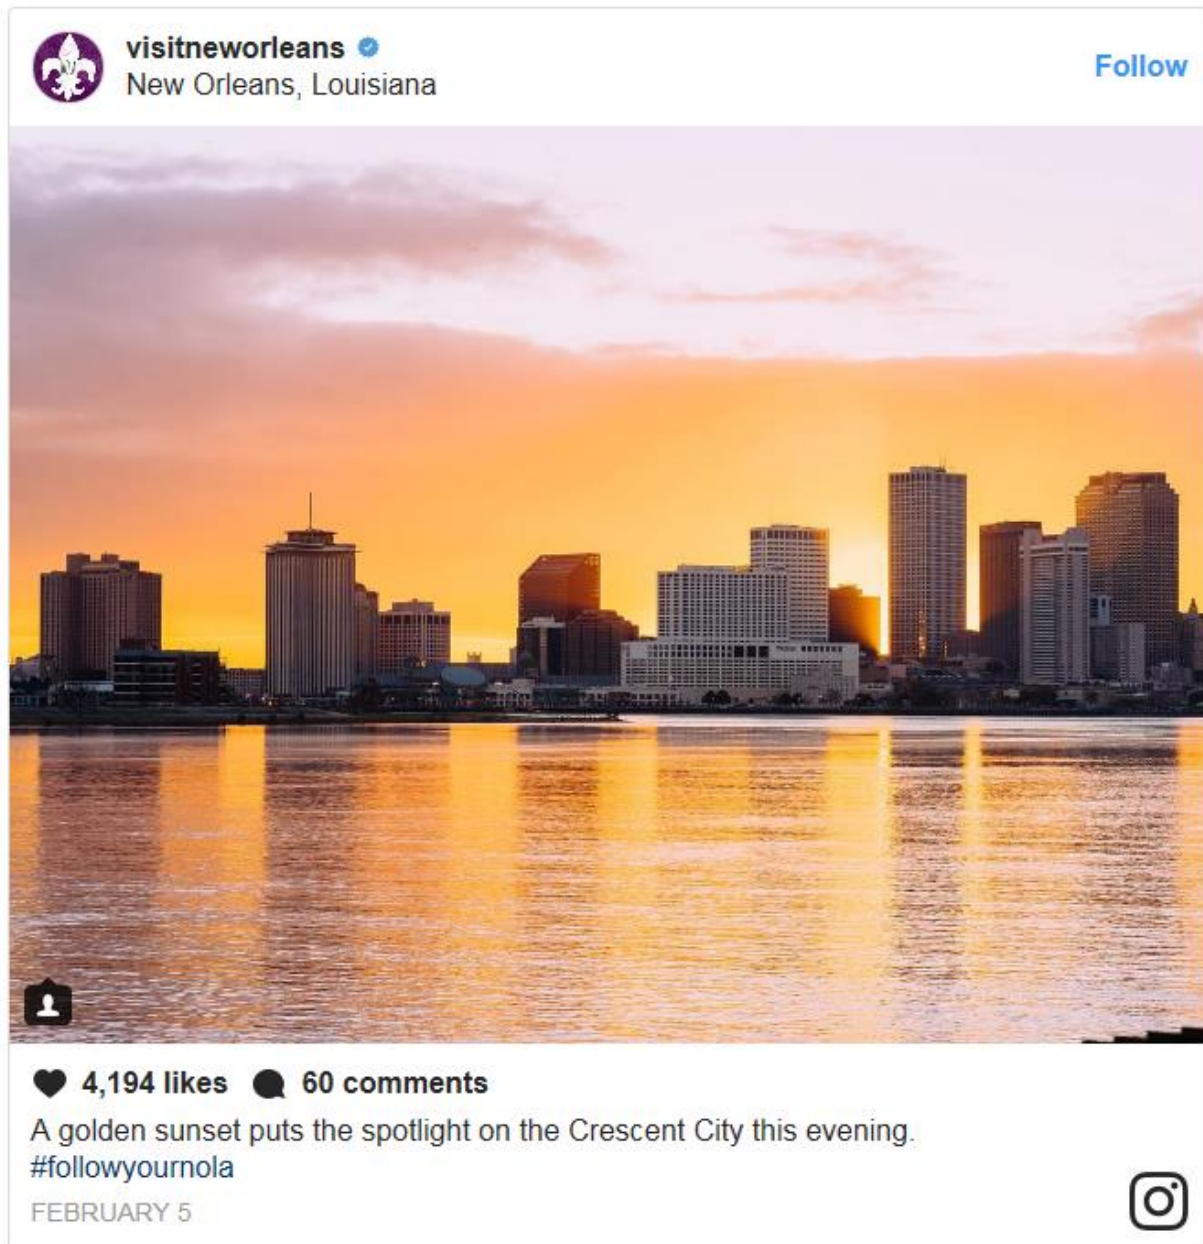 visitneworleans
New Orleans, Louisiana
Follow
4,194 likes 60 comments
A golden sunset puts the spotlight on the Crescent City this evening.
#followyournola
FEBRUARY 5